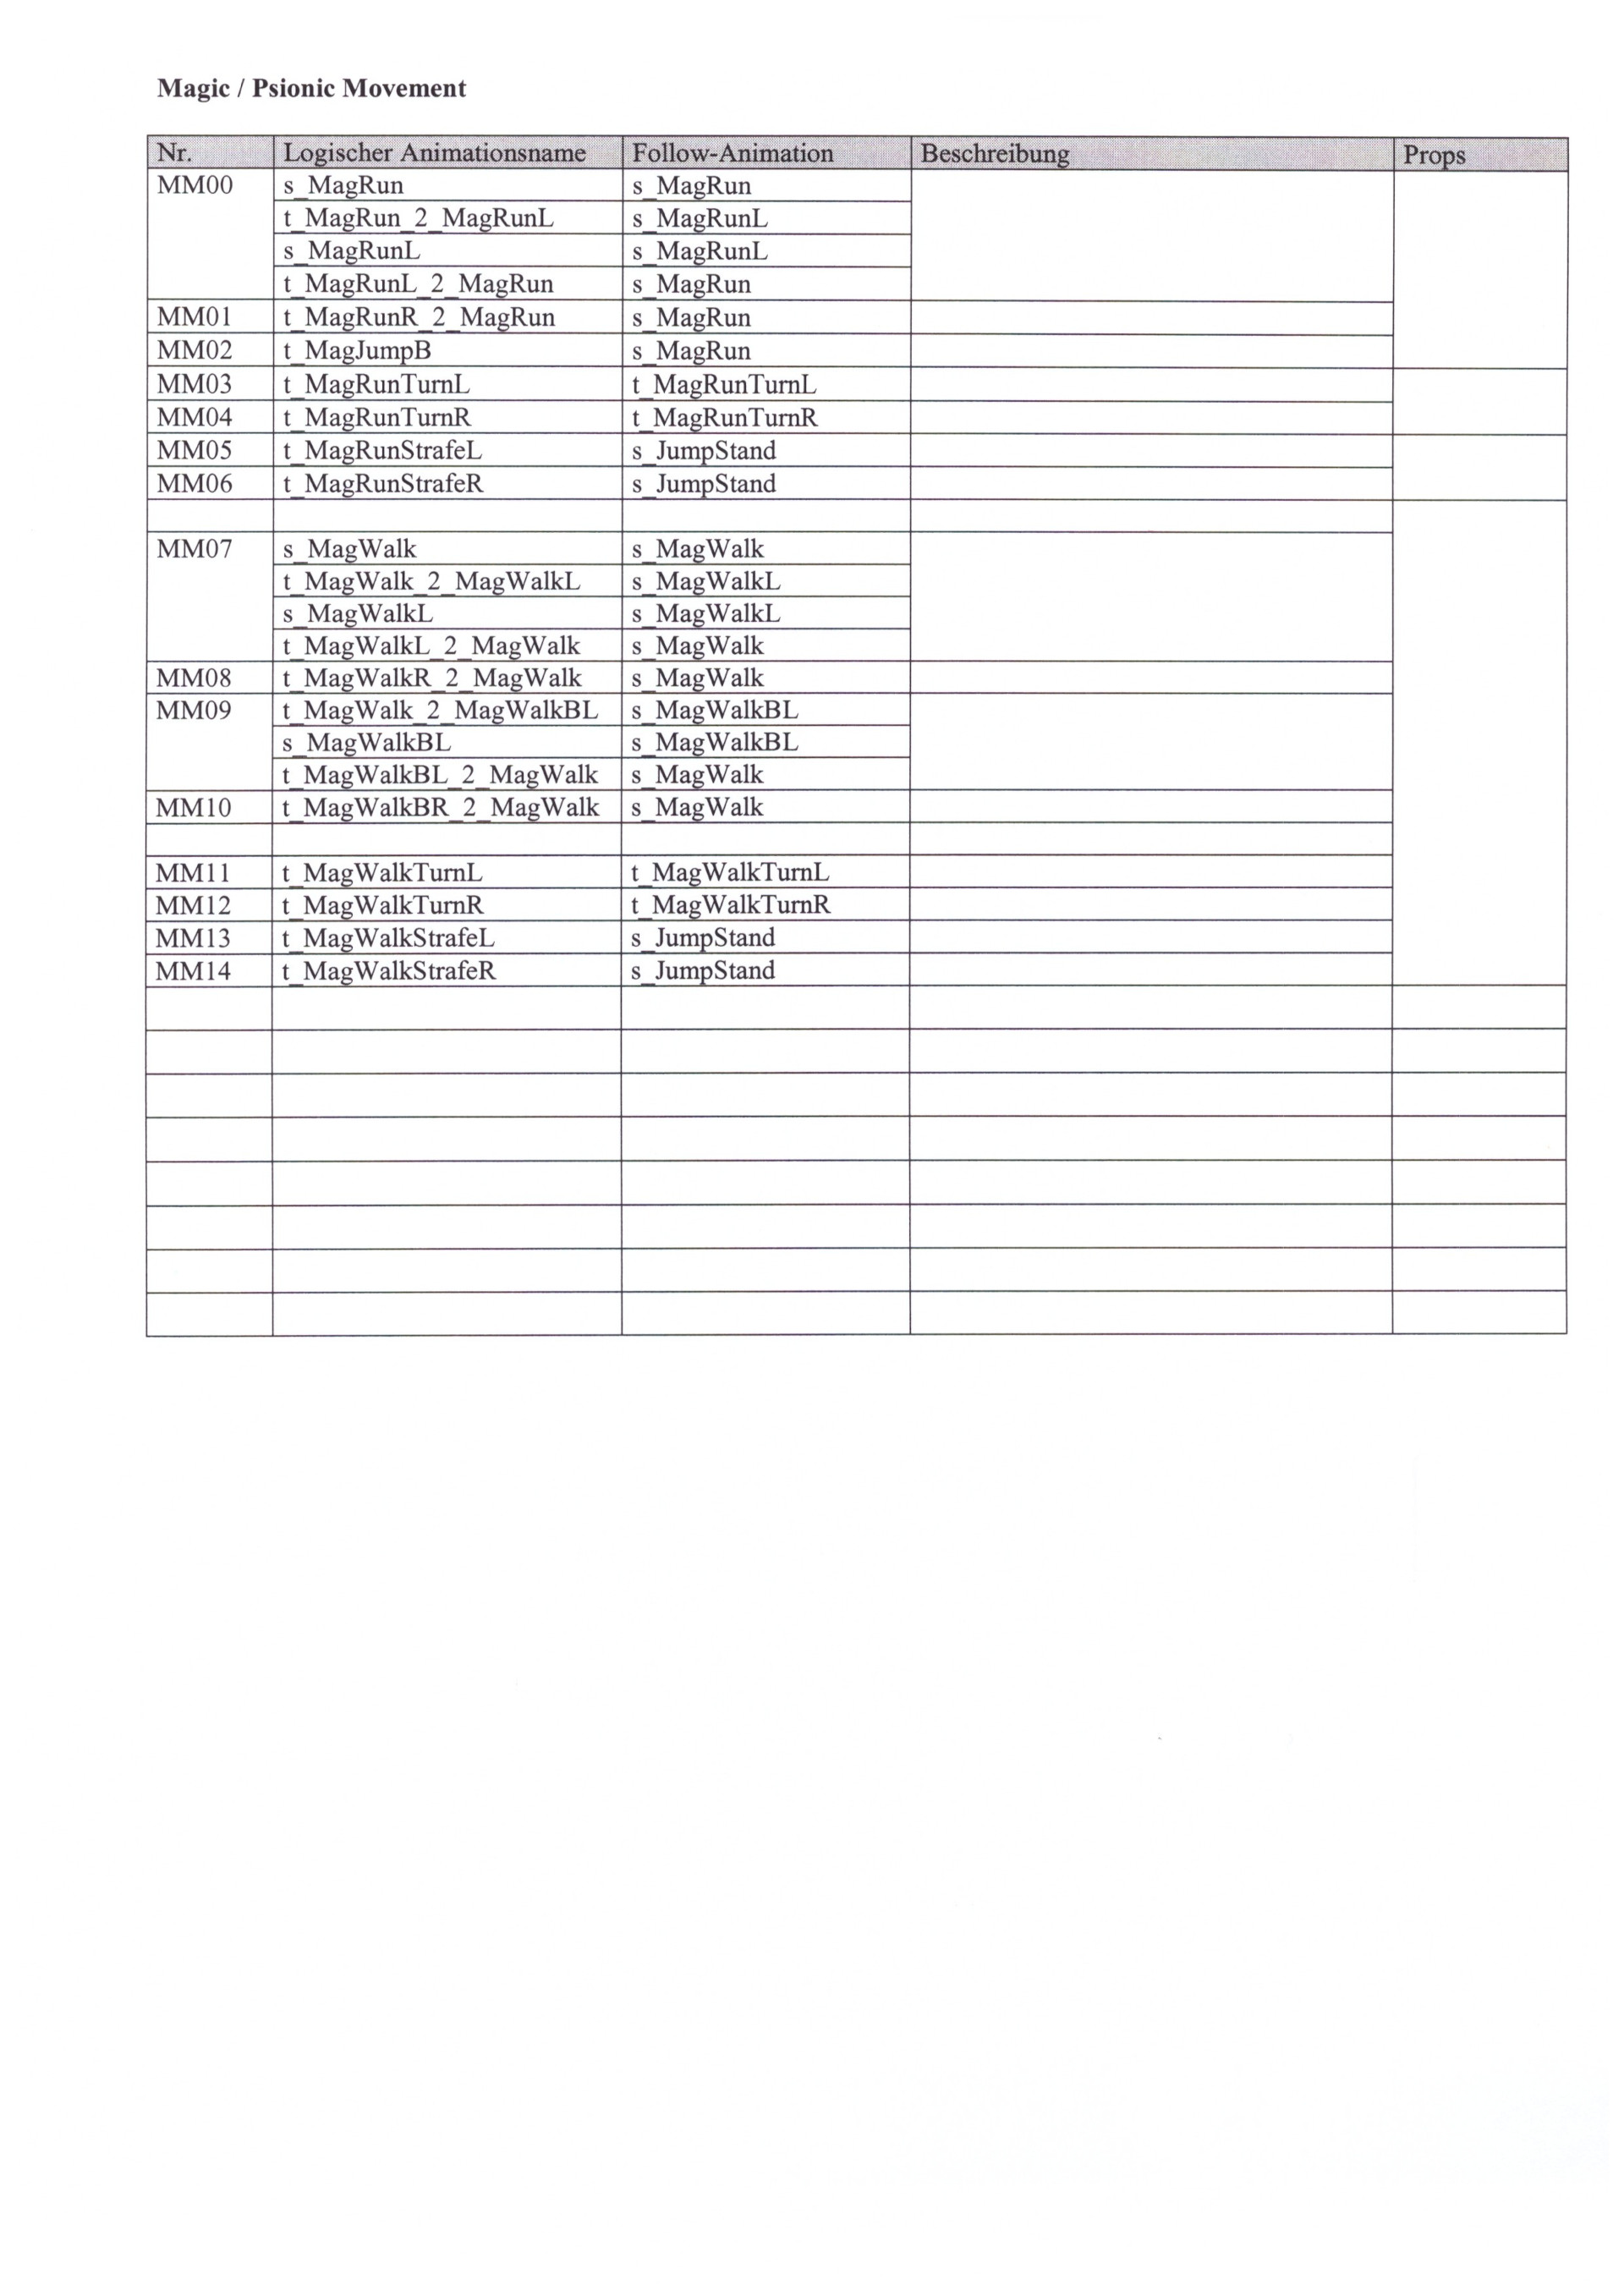 Magic / Psionic Movement
Nr. Logischer Animationsname Follow-Animation Beschreibung Props
MM00 s_MagRun s_MagRun
t_MagRun_2_MagRunL s_MagRunL
s_MagRunL s_MagRunL
t_MagRunL_2_MagRun s_MagRun
MM01 t_MagRunR_2_MagRun s_MagRun
MM02 t_MagJumpB s_MagRun
MM03 t_MagRunTurnL t_MagRunTurnL
MM04 t_MagRunTurnR t_MagRunTurnR
MM05 t_MagRunStrafeL s_JumpStand
MM06 t_MagRunStrafeR s_JumpStand
MM07 s_MagWalk s_MagWalk
t_MagWalk_2_MagWalkL s_MagWalkL
s_MagWalkL s_MagWalkL
t_MagWalkL_2_MagWalk s_MagWalk
MM08 t_MagWalkR_2_MagWalk s_MagWalk
MM09 t_MagWalk_2_MagWalkBL s_MagWalkBL
s_MagWalkBL s_MagWalkBL
t_MagWalkBL_2_MagWalk s_MagWalk
MM10 t_MagWalkBR_2_MagWalk s_MagWalk
MM11 t_MagWalkTurnL t_MagWalkTurnL
MM12 t_MagWalkTurnR t_MagWalkTurnR
MM13 t_MagWalkStrafeL s_JumpStand
MM14 t_MagWalkStrafeR s_JumpStand